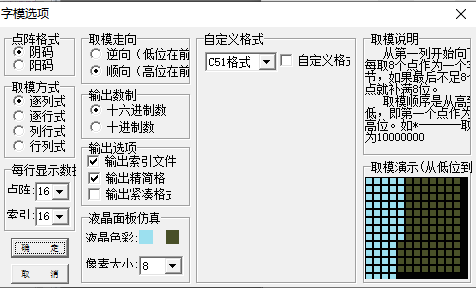 字模选项
点阵格式
阴码
阳码
取模方式
逐列式
逐行式
列行式
行列式
每行显示数据
点阵: 16
索引: 16
确 定
取 消
取模走向
逆向（低位在前
顺向（高位在前
输出数制
十六进制数
十进制数
输出选项
输出索引文件
输出精简格
输出紧凑格式
液晶面板仿真
液晶色彩:
像素大小: 8
自定义格式
C51格式
自定义格式
取模说明
从第一列开始向下
每取8个点作为一个字
节，如果最后不足8个
点就补满8位。
取模顺序是从高到
低，即第一个点作为最
高位。如*-------取
为10000000
取模演示(从低位到